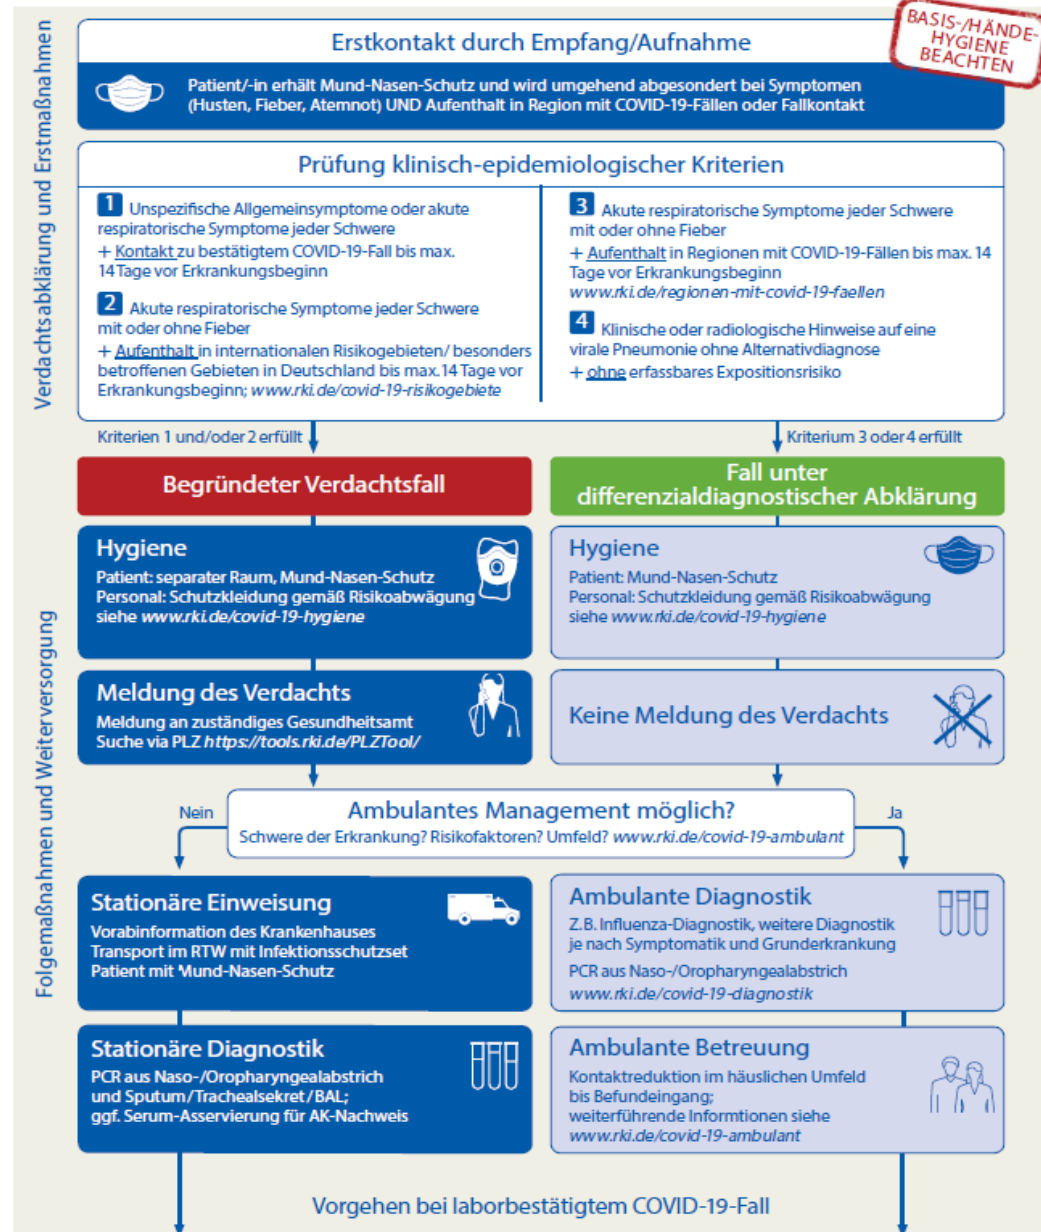 BASIS-/HÄNDE-
HYGIENE
BEACHTEN
Verdachtsabklärung und Erstmaßnahmen
Erstkontakt durch Empfang/Aufnahme
Patient/-in erhält Mund-Nasen-Schutz und wird umgehend abgesondert bei Symptomen
(Husten, Fieber, Atemnot) UND Aufenthalt in Region mit COVID-19-Fällen oder Fallkontakt
Prüfung klinisch-epidemiologischer Kriterien
1 Unspezifische Allgemeinsymptome oder akute
respiratorische Symptome jeder Schwere
+ Kontakt zu bestätigtem COVID-19-Fall bis max.
14 Tage vor Erkrankungsbeginn
2 Akute respiratorische Symptome jeder Schwere
mit oder ohne Fieber
+ Aufenthalt in internationalen Risikogebieten/ besonders
betroffenen Gebieten in Deutschland bis max. 14 Tage vor
Erkrankungsbeginn; www.rki.de/covid-19-risikogebiete
3 Akute respiratorische Symptome jeder Schwere
mit oder ohne Fieber
+ Aufenthalt in Regionen mit COVID-19-Fällen bis max. 14
Tage vor Erkrankungsbeginn
www.rki.de/regionen-mit-covid-19-faellen
4 Klinische oder radiologische Hinweise auf eine
virale Pneumonie ohne Alternativdiagnose
+ ohne erfassbares Expositionsrisiko
Kriterien 1 und/oder 2 erfüllt
Kriterium 3 oder 4 erfüllt
Begründeter Verdachtsfall
Fall unter
differenzialdiagnostischer Abklärung
Folgemaßnahmen und Weiterversorgung
Hygiene
Patient: separater Raum, Mund-Nasen-Schutz
Personal: Schutzkleidung gemäß Risikoabwägung
siehe www.rki.de/covid-19-hygiene
Hygiene
Patient: Mund-Nasen-Schutz
Personal: Schutzkleidung gemäß Risikoabwägung
siehe www.rki.de/covid-19-hygiene
Meldung des Verdachts
Meldung an zuständiges Gesundheitsamt
Suche via PLZ https://tools.rki.de/PLZTool/
Keine Meldung des Verdachts
Nein
Ambulantes Management möglich?
Schwere der Erkrankung? Risikofaktoren? Umfeld? www.rki.de/covid-19-ambulant
Ja
Stationäre Einweisung
Vorabinformation des Krankenhauses
Transport im RTW mit Infektionsschutzset
Patient mit Mund-Nasen-Schutz
Ambulante Diagnostik
Z.B. Influenza-Diagnostik, weitere Diagnostik
je nach Symptomatik und Grunderkrankung
PCR aus Naso-/Oropharyngealabstrich
www.rki.de/covid-19-diagnostik
Stationäre Diagnostik
PCR aus Naso-/Oropharyngealabstrich
und Sputum/Trachealsekret/BAL;
ggf. Serum-Asservierung für AK-Nachweis
Ambulante Betreuung
Kontaktreduktion im häuslichen Umfeld
bis Befundeingang;
weiterführende Informtionen siehe
www.rki.de/covid-19-ambulant
Vorgehen bei laborbestätigtem COVID-19-Fall